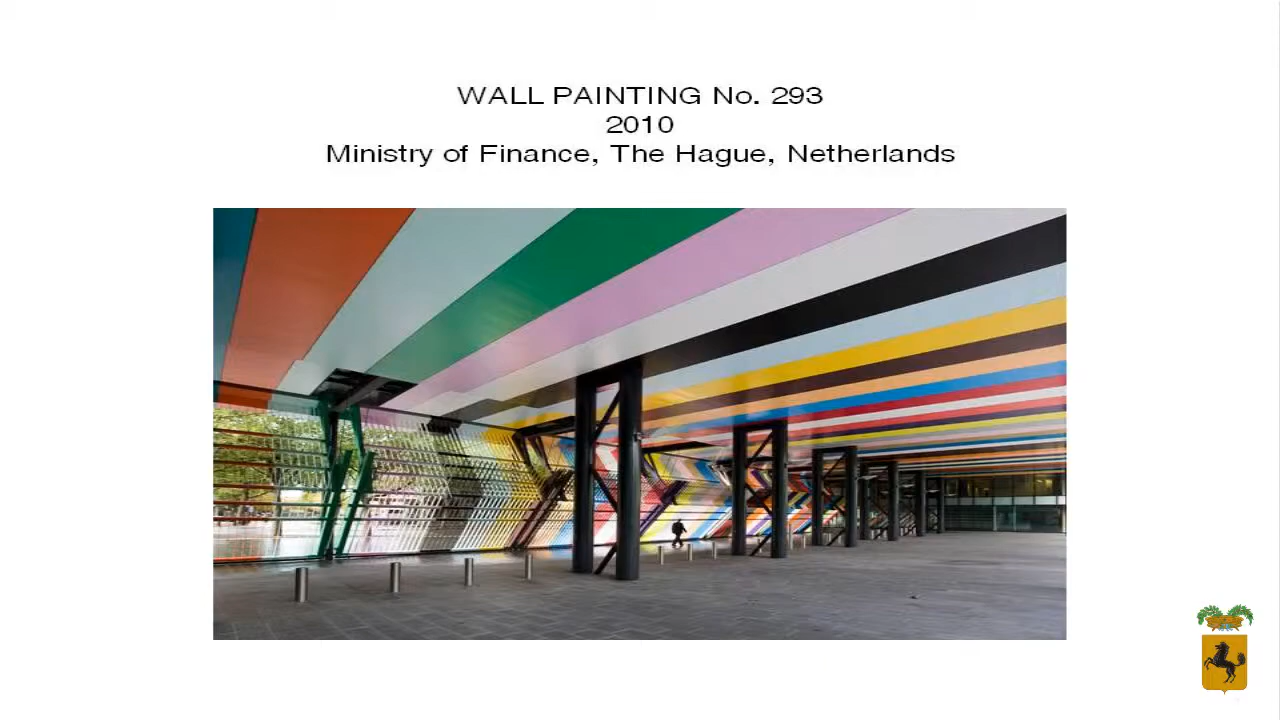 WALL PAINTING No. 293
2010
Ministry of Finance, The Hague, Netherlands